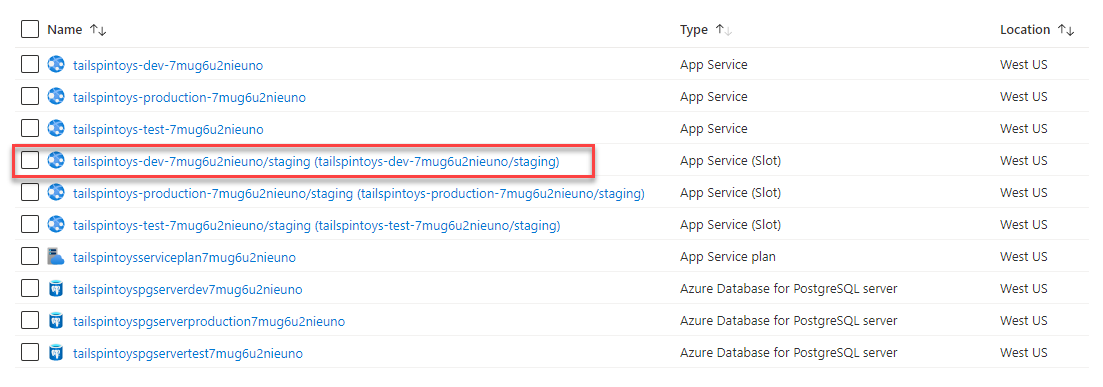 Name Type Location
tailspintoys-dev-7mug6u2nieuno App Service West US
tailspintoys-production-7mug6u2nieuno App Service West US
tailspintoys-test-7mug6u2nieuno App Service West US
tailspintoys-dev-7mug6u2nieuno/staging (tailspintoys-dev-7mug6u2nieuno/staging) App Service (Slot) West US
tailspintoys-production-7mug6u2nieuno/staging (tailspintoys-production-7mug6u2nieuno/staging) App Service (Slot) West US
tailspintoys-test-7mug6u2nieuno/staging (tailspintoys-test-7mug6u2nieuno/staging) App Service (Slot) West US
tailspintoysserviceplan7mug6u2nieuno App Service plan West US
tailspintoyspgserverdev7mug6u2nieuno Azure Database for PostgreSQL server West US
tailspintoyspgserverproduction7mug6u2nieuno Azure Database for PostgreSQL server West US
tailspintoyspgservertest7mug6u2nieuno Azure Database for PostgreSQL server West US